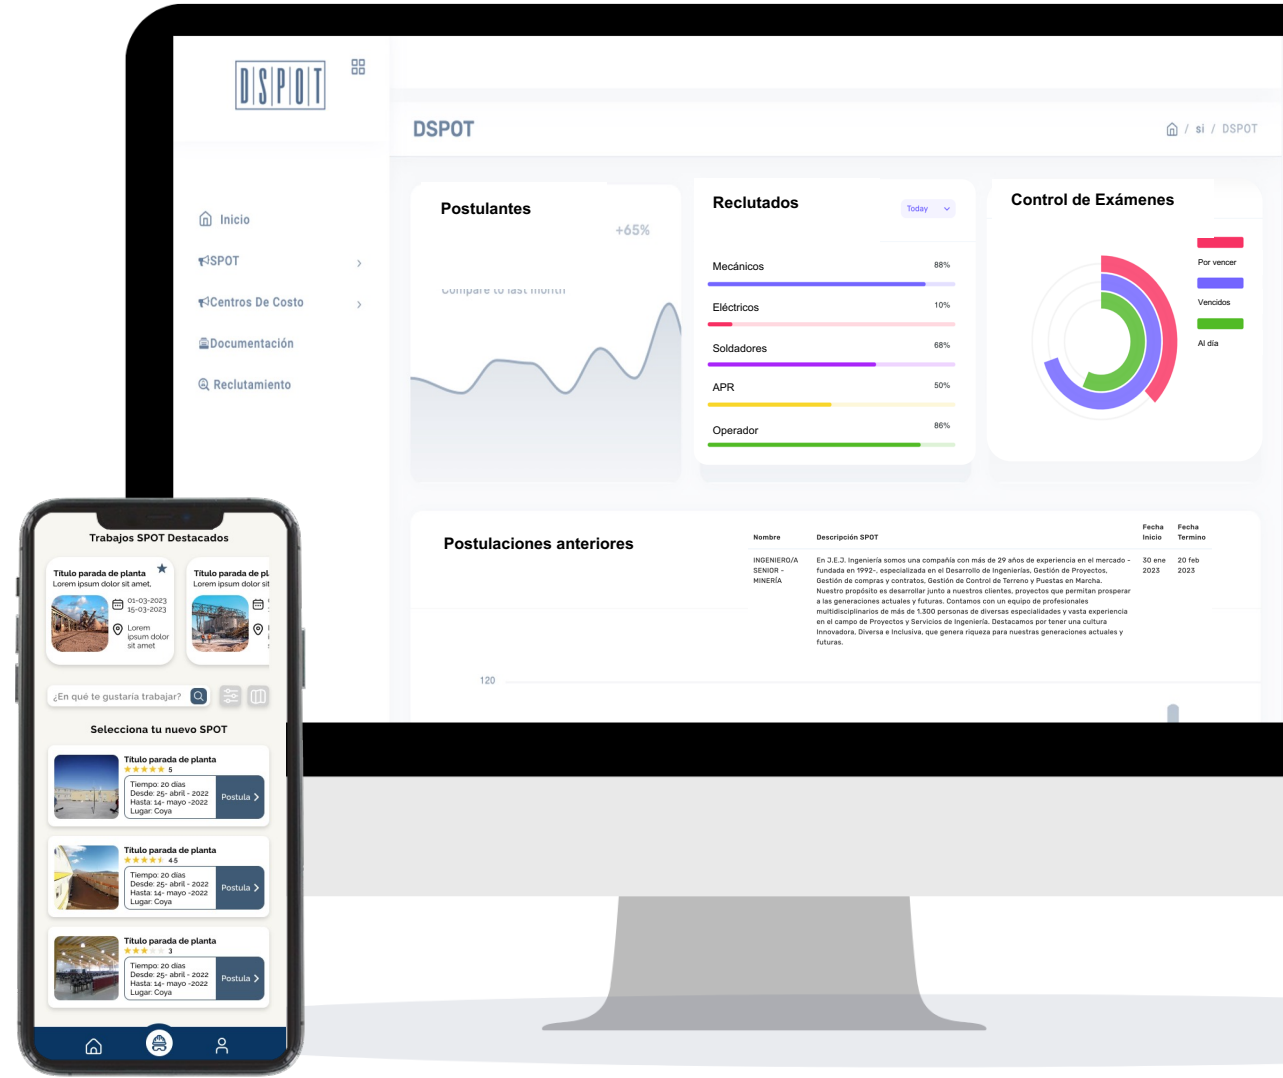 DSPOT
DSPOT
si / DSPOT
Inicio
SPOT
Centros De Costo
Documentación
Reclutamiento
Postulantes
+65%
Compare to last month
Reclutados
Today
Mecánicos 88%
Eléctricos 10%
Soldadores 68%
APR 50%
Operador 86%
Control de Exámenes
Por vencer
Vencidos
Al día
Postulaciones anteriores
Nombre Descripción SPOT Fecha Inicio Fecha Termino
INGENIERO/A SENIOR - MINERÍA
En J.E.J. Ingeniería somos una compañía con más de 29 años de experiencia en el mercado -
fundada en 1992-, especializada en el Desarrollo de Ingenierías, Gestión de Proyectos,
Gestión de compras y contratos, Gestión de Control de Terreno y Puestas en Marcha.
Nuestro propósito es desarrollar junto a nuestros clientes, proyectos que permitan prosperar
a las generaciones actuales y futuras. Contamos con un equipo de profesionales
multidisciplinarios de más de 1.300 personas de diversas especialidades y vasta experiencia
en el campo de Proyectos y Servicios de Ingeniería. Destacamos por tener una cultura
Innovadora, Diversa e Inclusiva, que genera riqueza para nuestras generaciones actuales y
futuras.
30 ene 2023
20 feb 2023
120
Trabajos SPOT Destacados
Título parada de planta
Lorem ipsum dolor sit amet,
01-03-2023
15-03-2023
Lorem
ipsum dolor
sit amet
Título parada de pl
Lorem ipsum dolor sit
¿En qué te gustaría trabajar?
Selecciona tu nuevo SPOT
Título parada de planta
5
Tiempo: 20 días
Desde: 25- abril - 2022
Hasta: 14- mayo -2022
Lugar: Coya
Postula
Título parada de planta
4.5
Tiempo: 20 días
Desde: 25- abril - 2022
Hasta: 14- mayo -2022
Lugar: Coya
Postula
Título parada de planta
3
Tiempo: 20 días
Desde: 25- abril - 2022
Hasta: 14- mayo -2022
Lugar: Coya
Postula